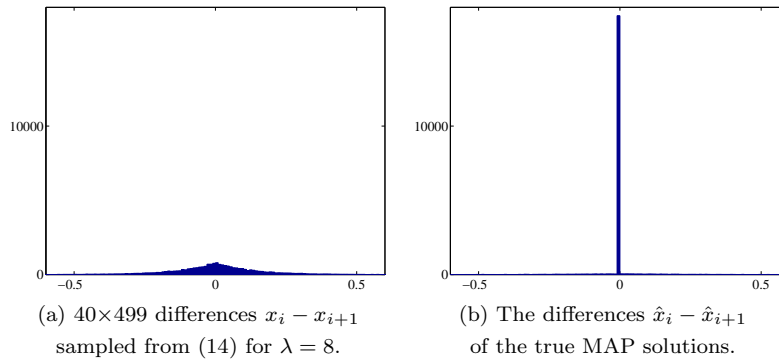 10000
0
−0.5
0
0.5
(a) 40×499 differences x_i − x_{i+1}
sampled from (14) for λ = 8.
10000
0
−0.5
0
0.5
(b) The differences x̂_i − x̂_{i+1}
of the true MAP solutions.